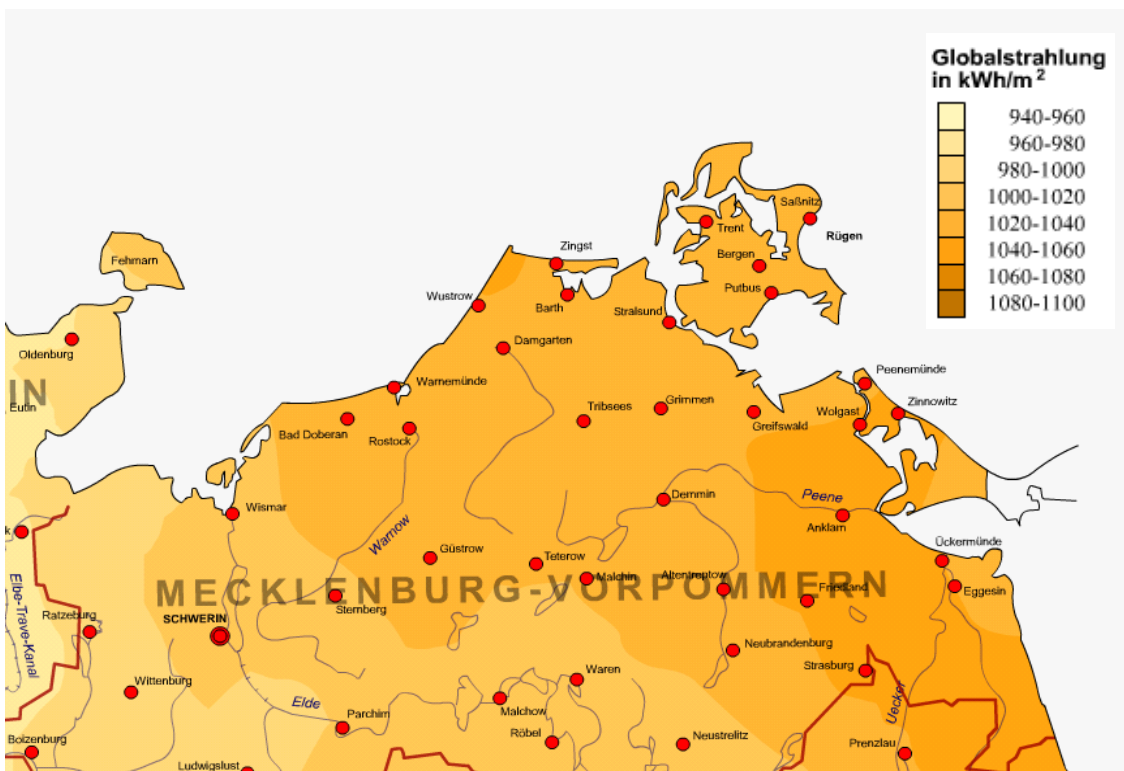 Globalstrahlung
in kWh/m²
940-960
960-980
980-1000
1000-1020
1020-1040
1040-1060
1060-1080
1080-1100
Saßnitz
Trent
Rügen
Zingst
Bergen
Fehmarn
Putbus
Wustrow
Barth
Stralsund
Damgarten
Oldenburg
Peenemünde
Warnemünde
IN
Zinnowitz
Grimmen
Tribsees
Eutin
Wolgast
Greifswald
Bad Doberan
Rostock
Demmin
Peene
Wismar
Anklam
k
Warnow
Ückermünde
Güstrow
Teterow
Malchin
Altentreptow
MECKLENBURG-VORPOMMERN
Friedland
Eggesin
Sternberg
Elbe-Trave-Kanal
Ratzeburg
SCHWERIN
Neubrandenburg
Strasburg
Waren
Wittenburg
Elde
Uecker
Malchow
Parchim
Röbel
Neustrelitz
Boizenburg
Prenzlau
Ludwigslust